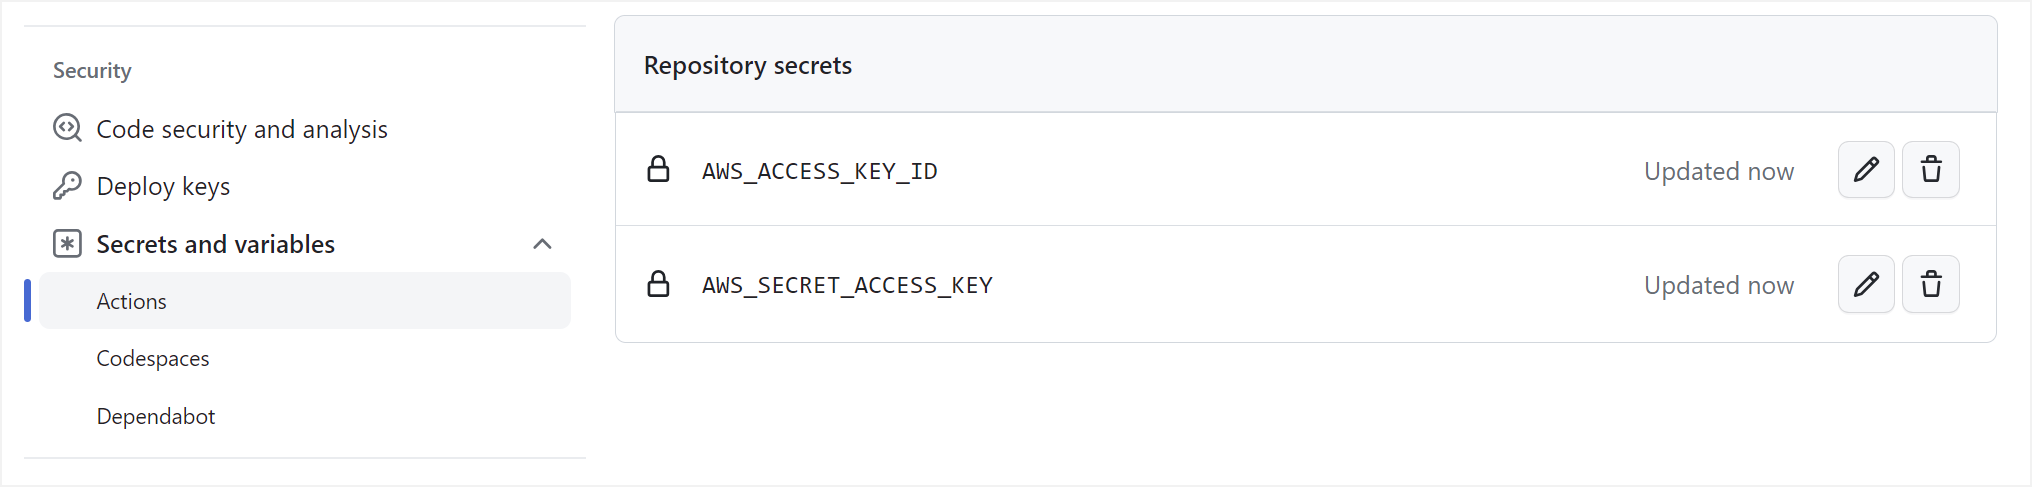 Security
Code security and analysis
Deploy keys
Secrets and variables
Actions
Codespaces
Dependabot
Repository secrets
AWS_ACCESS_KEY_ID Updated now
AWS_SECRET_ACCESS_KEY Updated now